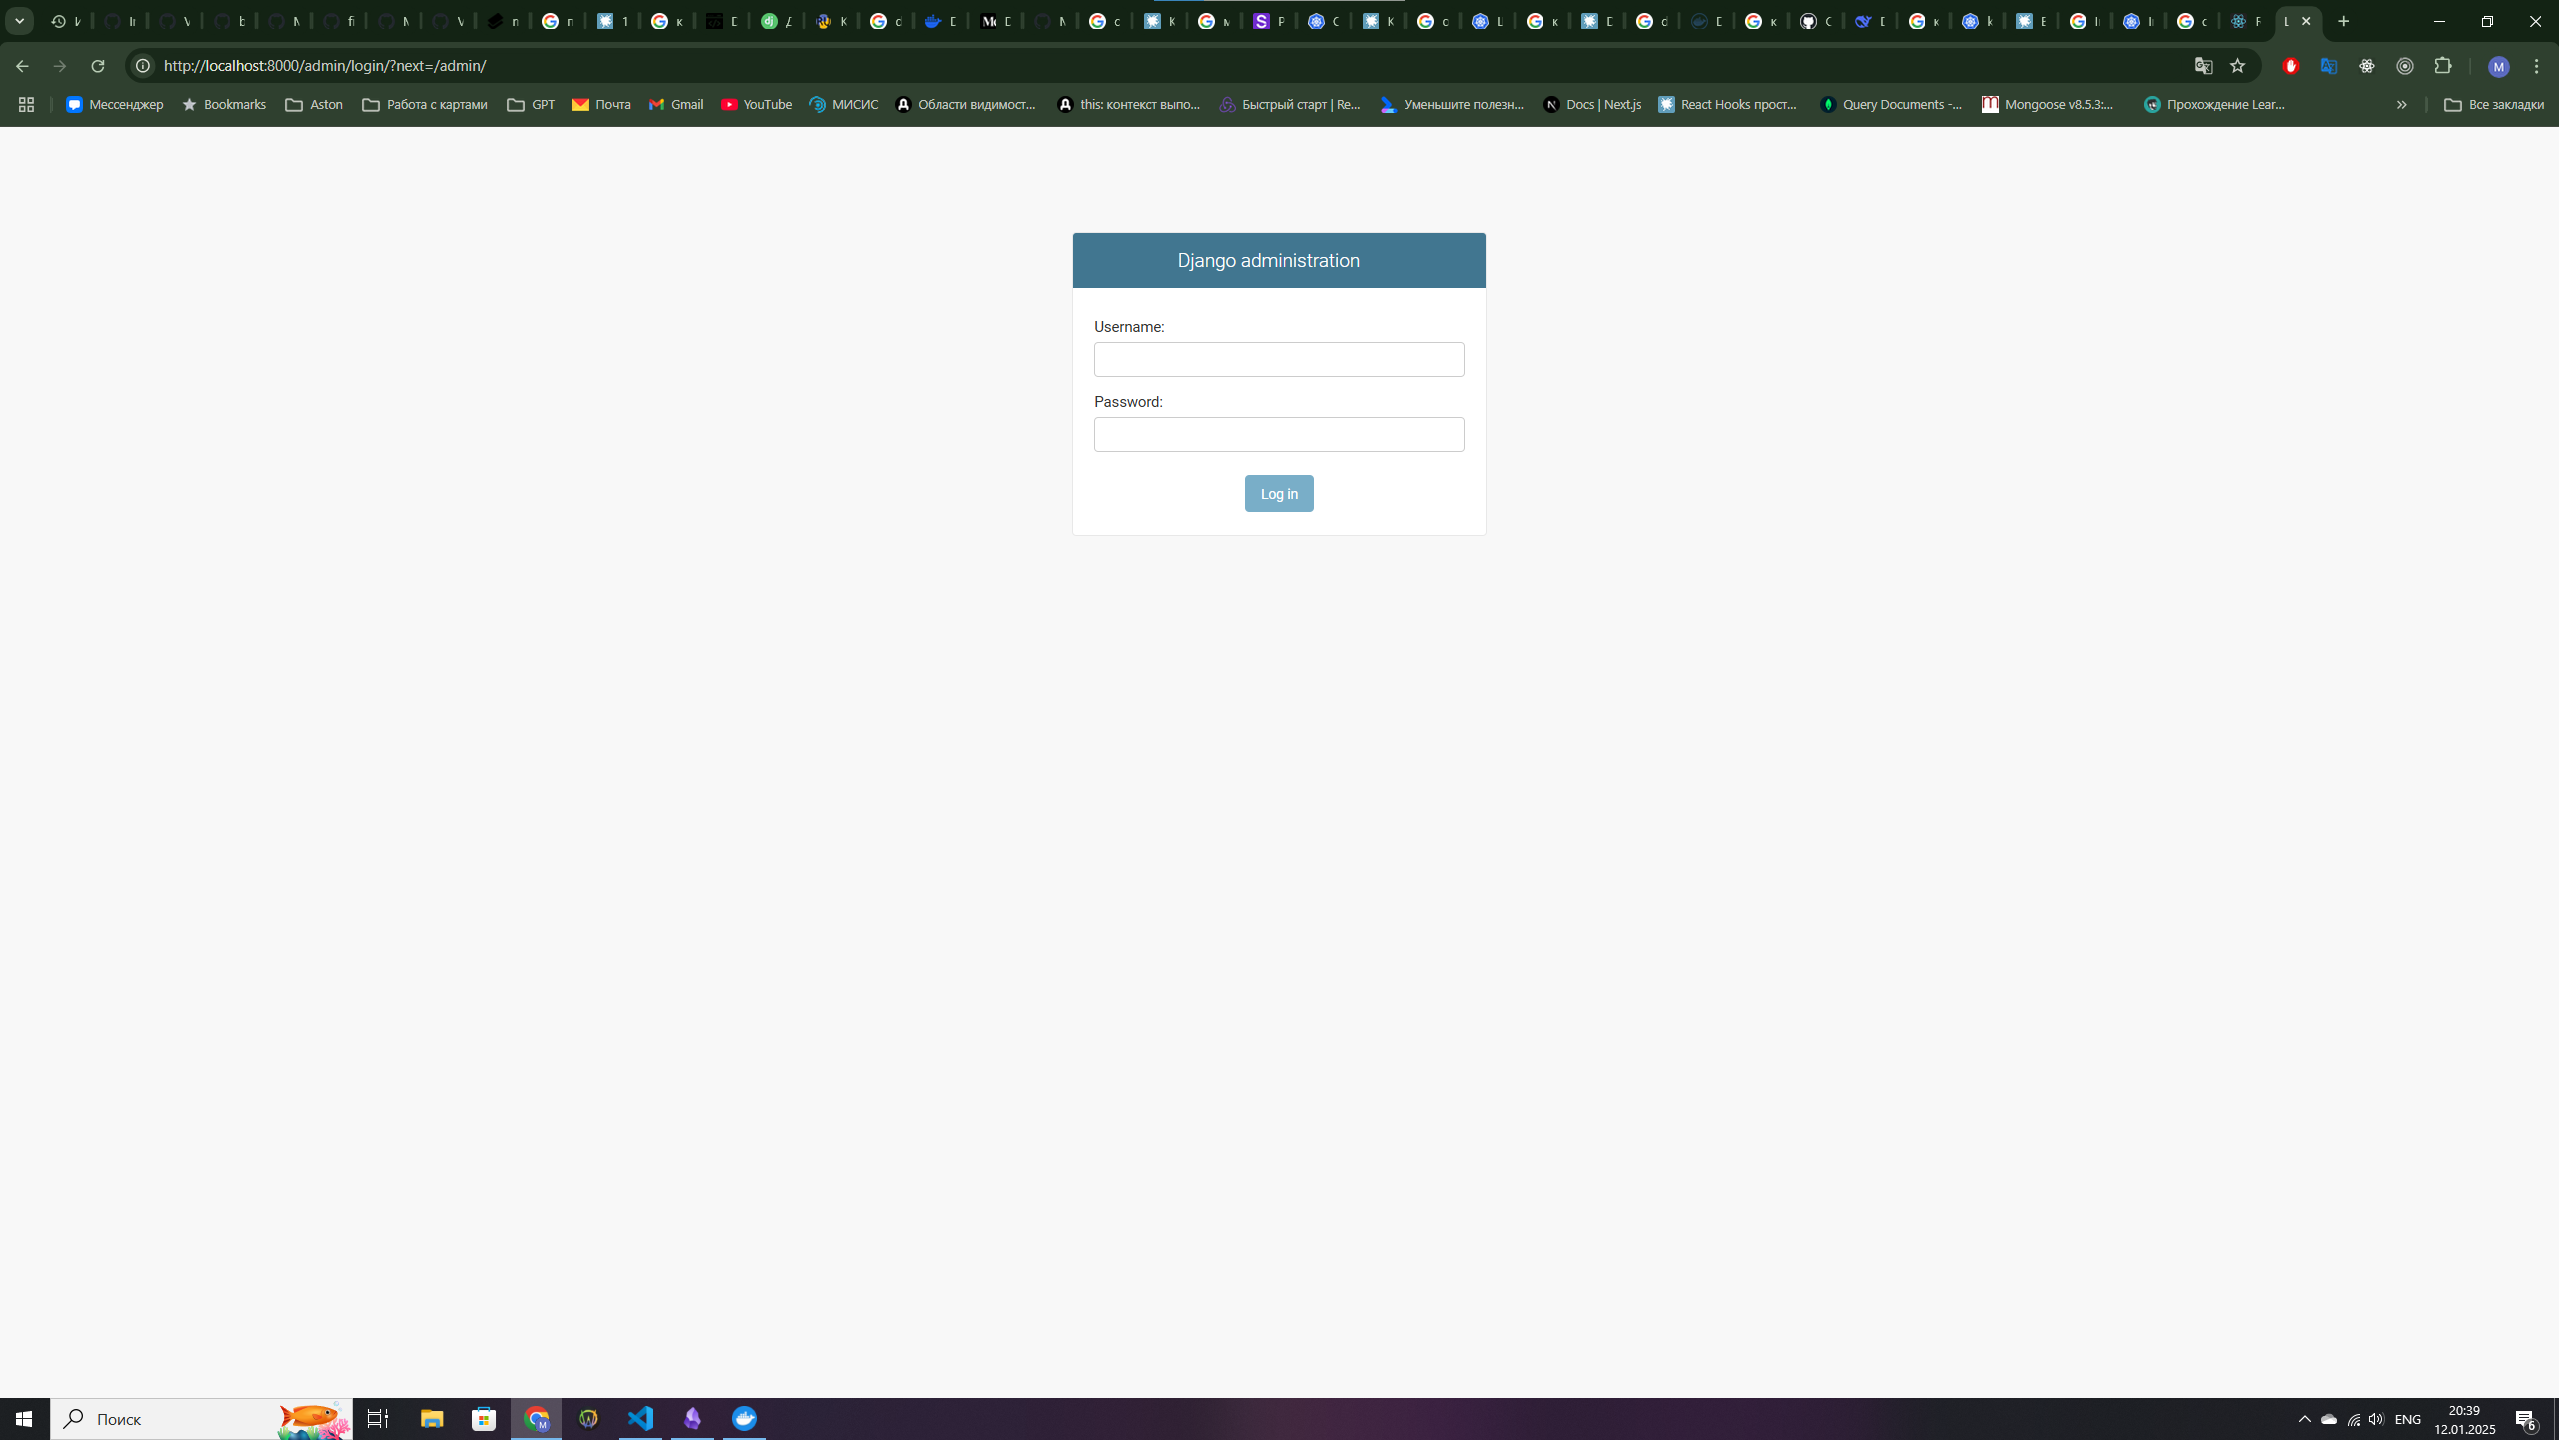 http://localhost:8000/admin/login/?next=/admin/
M
Мессенджер Bookmarks Aston Работа с картами GPT Почта Gmail YouTube МИСИС Области видимост... this: контекст выпо... Быстрый старт | Re... Уменьшите полезн... Docs | Next.js React Hooks прост... Query Documents -... Mongoose v8.5.3:... Прохождение Lear... » Все закладки
Django administration
Username:
Password:
Log in
Поиск
ENG
20:39
12.01.2025
6